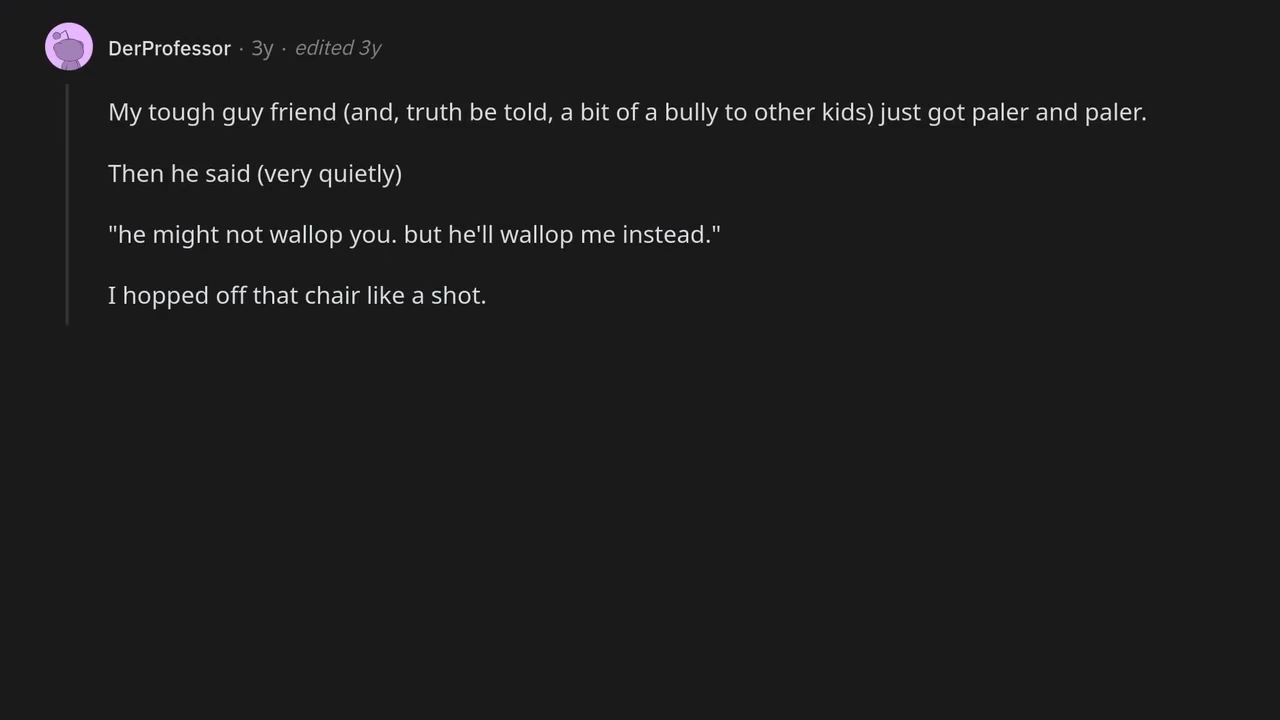 DerProfessor · 3y · edited 3y
My tough guy friend (and, truth be told, a bit of a bully to other kids) just got paler and paler.
Then he said (very quietly)
"he might not wallop you. but he'll wallop me instead."
I hopped off that chair like a shot.